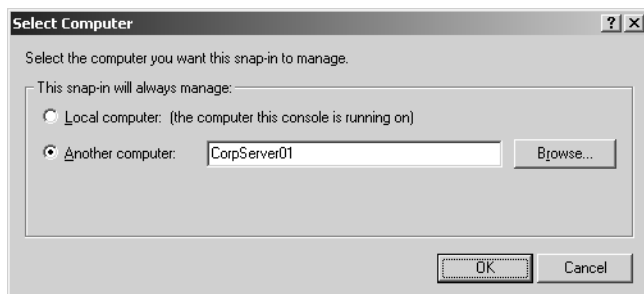 Select Computer
Select the computer you want this snap-in to manage.
This snap-in will always manage:
Local computer: (the computer this console is running on)
Another computer: CorpServer01 Browse...
OK Cancel